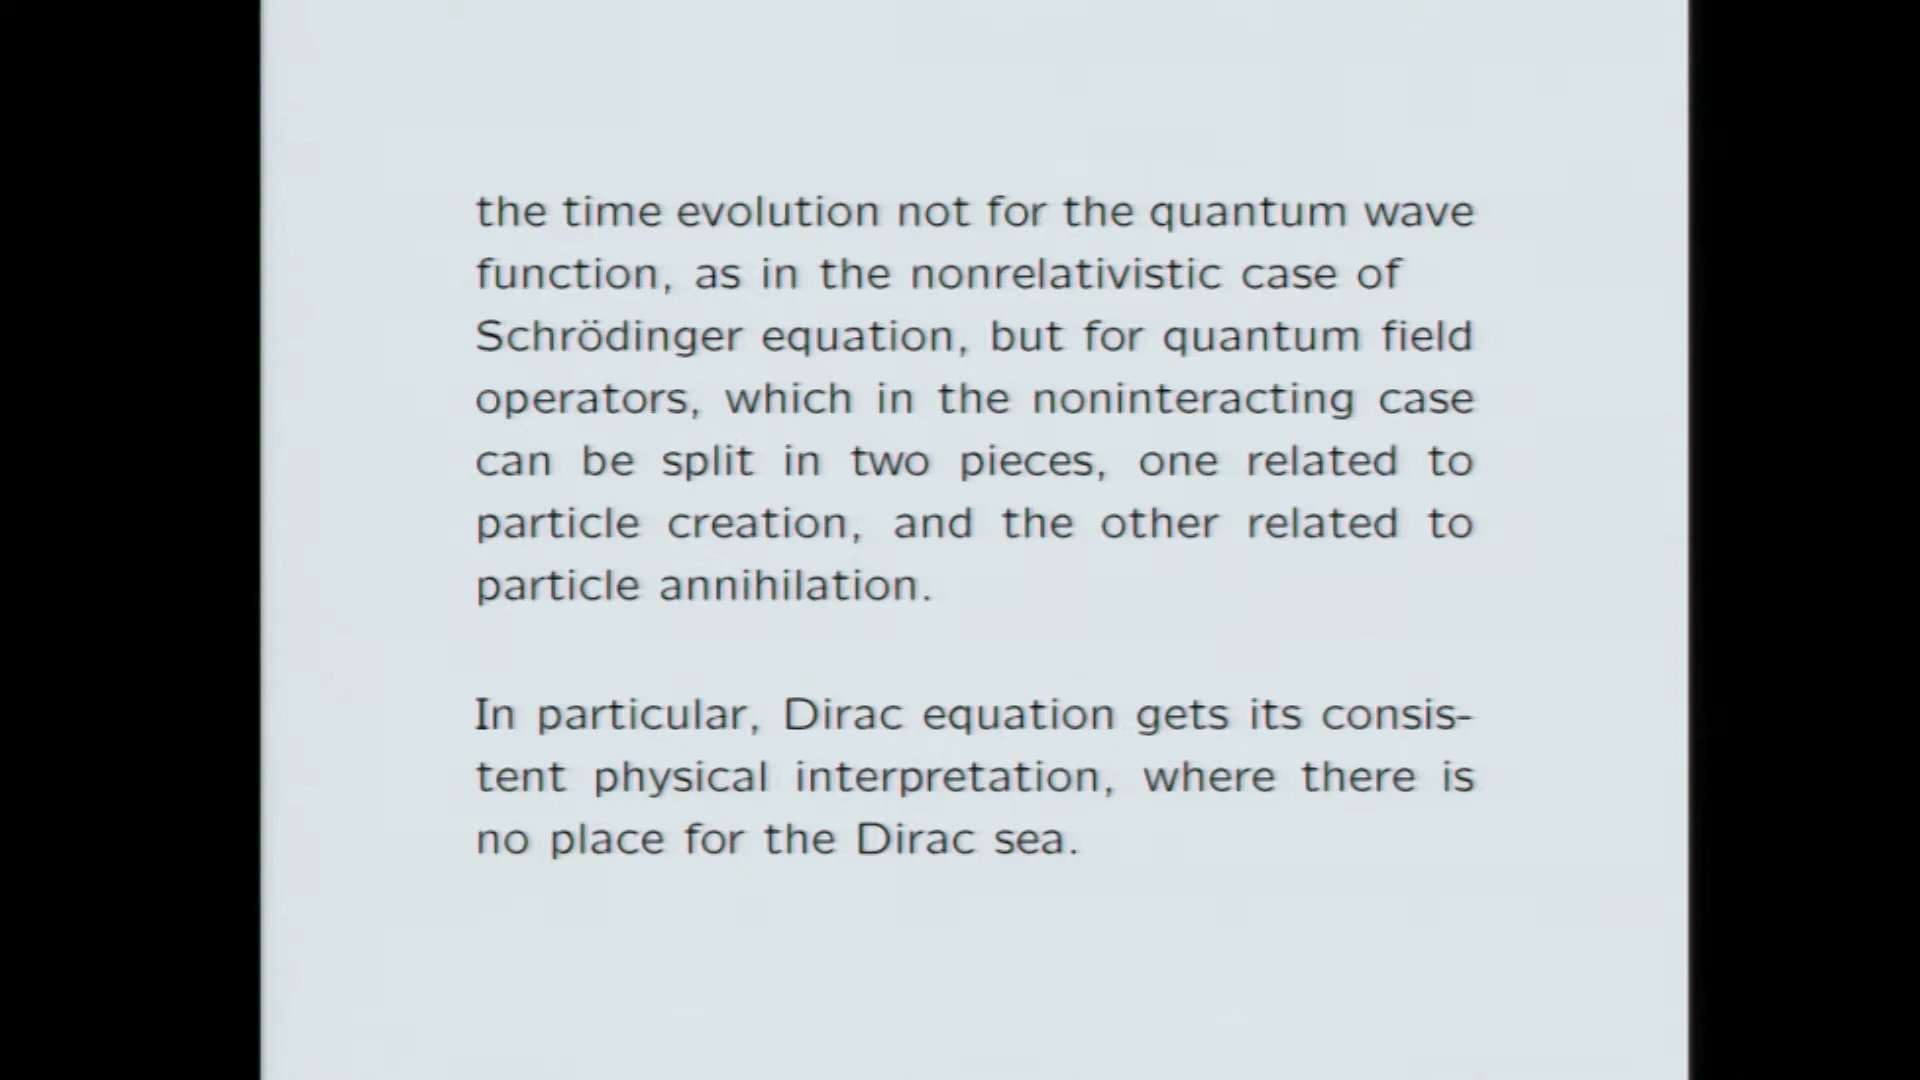 the time evolution not for the quantum wave
function, as in the nonrelativistic case of
Schrödinger equation, but for quantum field
operators, which in the noninteracting case
can be split in two pieces, one related to
particle creation, and the other related to
particle annihilation.
In particular, Dirac equation gets its consis-
tent physical interpretation, where there is
no place for the Dirac sea.